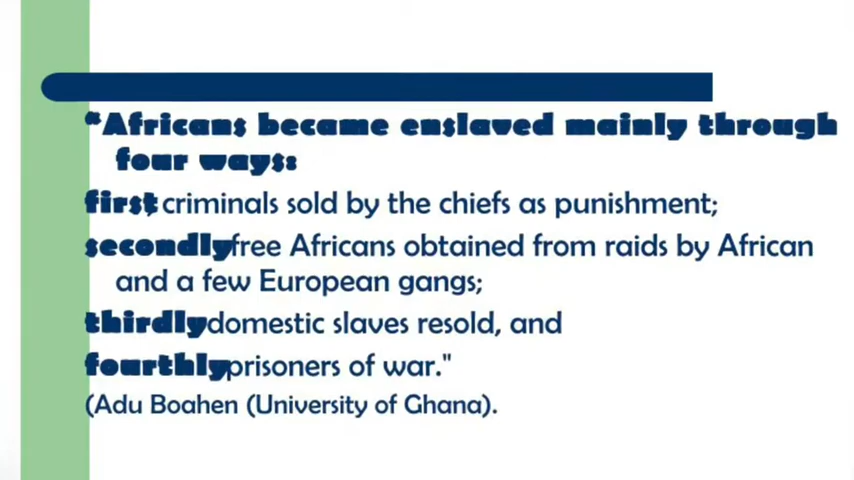 "Africans became enslaved mainly through
four ways:
first, criminals sold by the chiefs as punishment;
secondly free Africans obtained from raids by African
and a few European gangs;
thirdly domestic slaves resold, and
fourthly prisoners of war."
(Adu Boahen (University of Ghana).